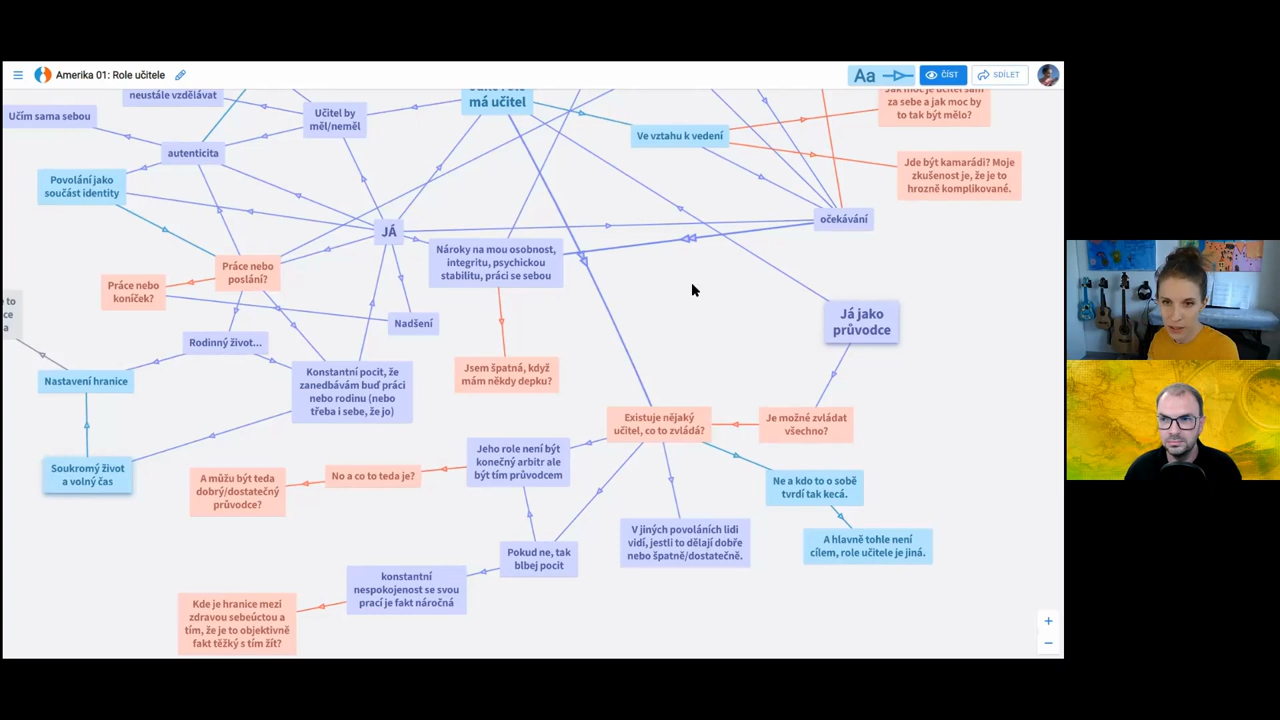 Amerika 01: Role učitele
Aa
ČÍST
SDÍLET
neustále vzdělávat
Učím sama sebou
Učitel by
měl/neměl
má učitel
Ve vztahu k vedení
Jak moc je učitel sám
za sebe a jak moc by
to tak být mělo?
autenticita
Jde být kamarádi? Moje
zkušenost je, že je to
hrozně komplikované.
Povolání jako
součást identity
očekávání
JÁ
Nároky na mou osobnost,
integritu, psychickou
stabilitu, práci se sebou
Práce nebo
poslání?
Práce nebo
koníček?
e to
ce
a
Nadšení
Já jako
průvodce
Rodinný život...
Nastavení hranice
Konstantní pocit, že
zanedbávám buď práci
nebo rodinu (nebo
třeba i sebe, že jo)
Jsem špatná, když
mám někdy depku?
Existuje nějaký
učitel, co to zvládá?
Je možné zvládat
všechno?
Jeho role není být
konečný arbitr ale
být tím průvodcem
No a co to teda je?
A můžu být teda
dobrý/dostatečný
průvodce?
Soukromý život
a volný čas
Ne a kdo to o sobě
tvrdí tak kecá.
V jiných povoláních lidi
vidí, jestli to dělají dobře
nebo špatně/dostatečně.
A hlavně tohle není
cílem, role učitele je jiná.
Pokud ne, tak
blbej pocit
konstantní
nespokojenost se svou
prací je fakt náročná
Kde je hranice mezi
zdravou sebeúctou a
tím, že je to objektivně
fakt těžký s tím žít?